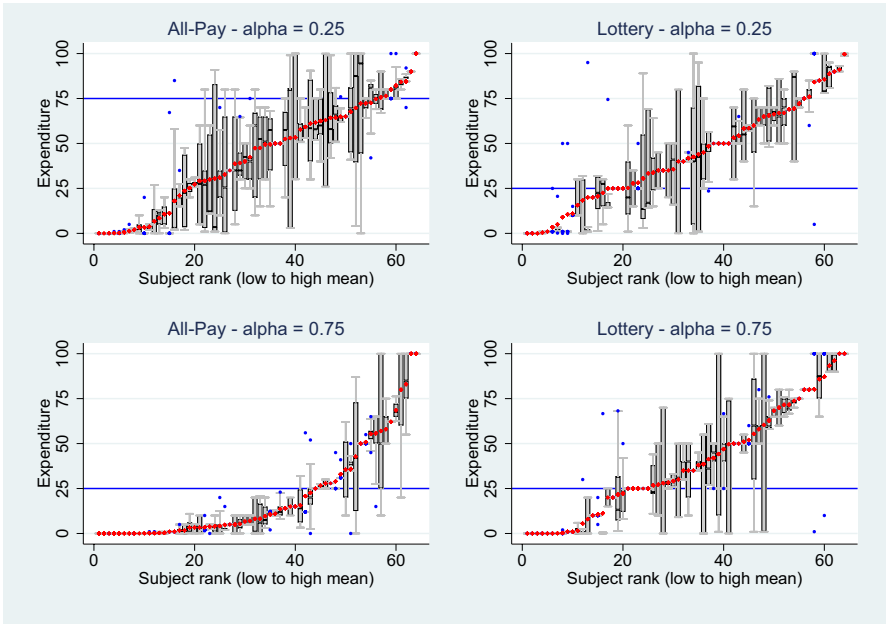 All-Pay - alpha = 0.25
Expenditure
0 25 50 75 100
0 20 40 60
Subject rank (low to high mean)
Lottery - alpha = 0.25
Expenditure
0 25 50 75 100
0 20 40 60
Subject rank (low to high mean)
All-Pay - alpha = 0.75
Expenditure
0 25 50 75 100
0 20 40 60
Subject rank (low to high mean)
Lottery - alpha = 0.75
Expenditure
0 25 50 75 100
0 20 40 60
Subject rank (low to high mean)